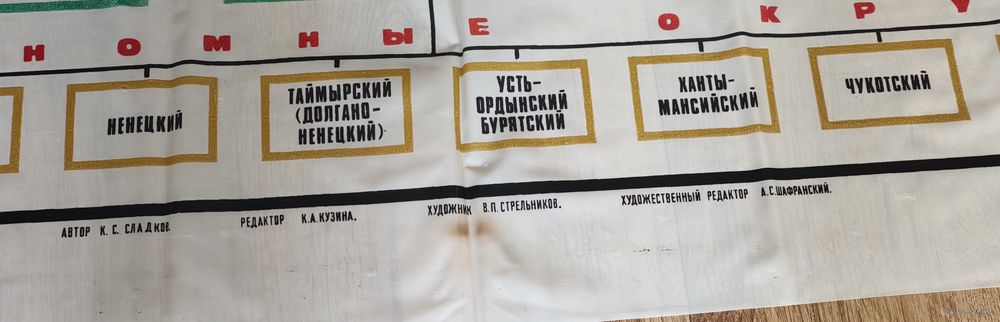 Н О М Н Ы Е О К Р У
НЕНЕЦКИЙ
ТАЙМЫРСКИЙ
(ДОЛГАНО-
НЕНЕЦКИЙ)
УСТЬ-
ОРДЫНСКИЙ
БУРЯТСКИЙ
ХАНТЫ-
МАНСИЙСКИЙ
ЧУКОТСКИЙ
АВТОР К. С. СЛАДКОВ.
РЕДАКТОР К.А.КУЗИНА.
ХУДОЖНИК В.П.СТРЕЛЬНИКОВ.
ХУДОЖЕСТВЕННЫЙ РЕДАКТОР А.С.ШАФРАНСКИЙ.